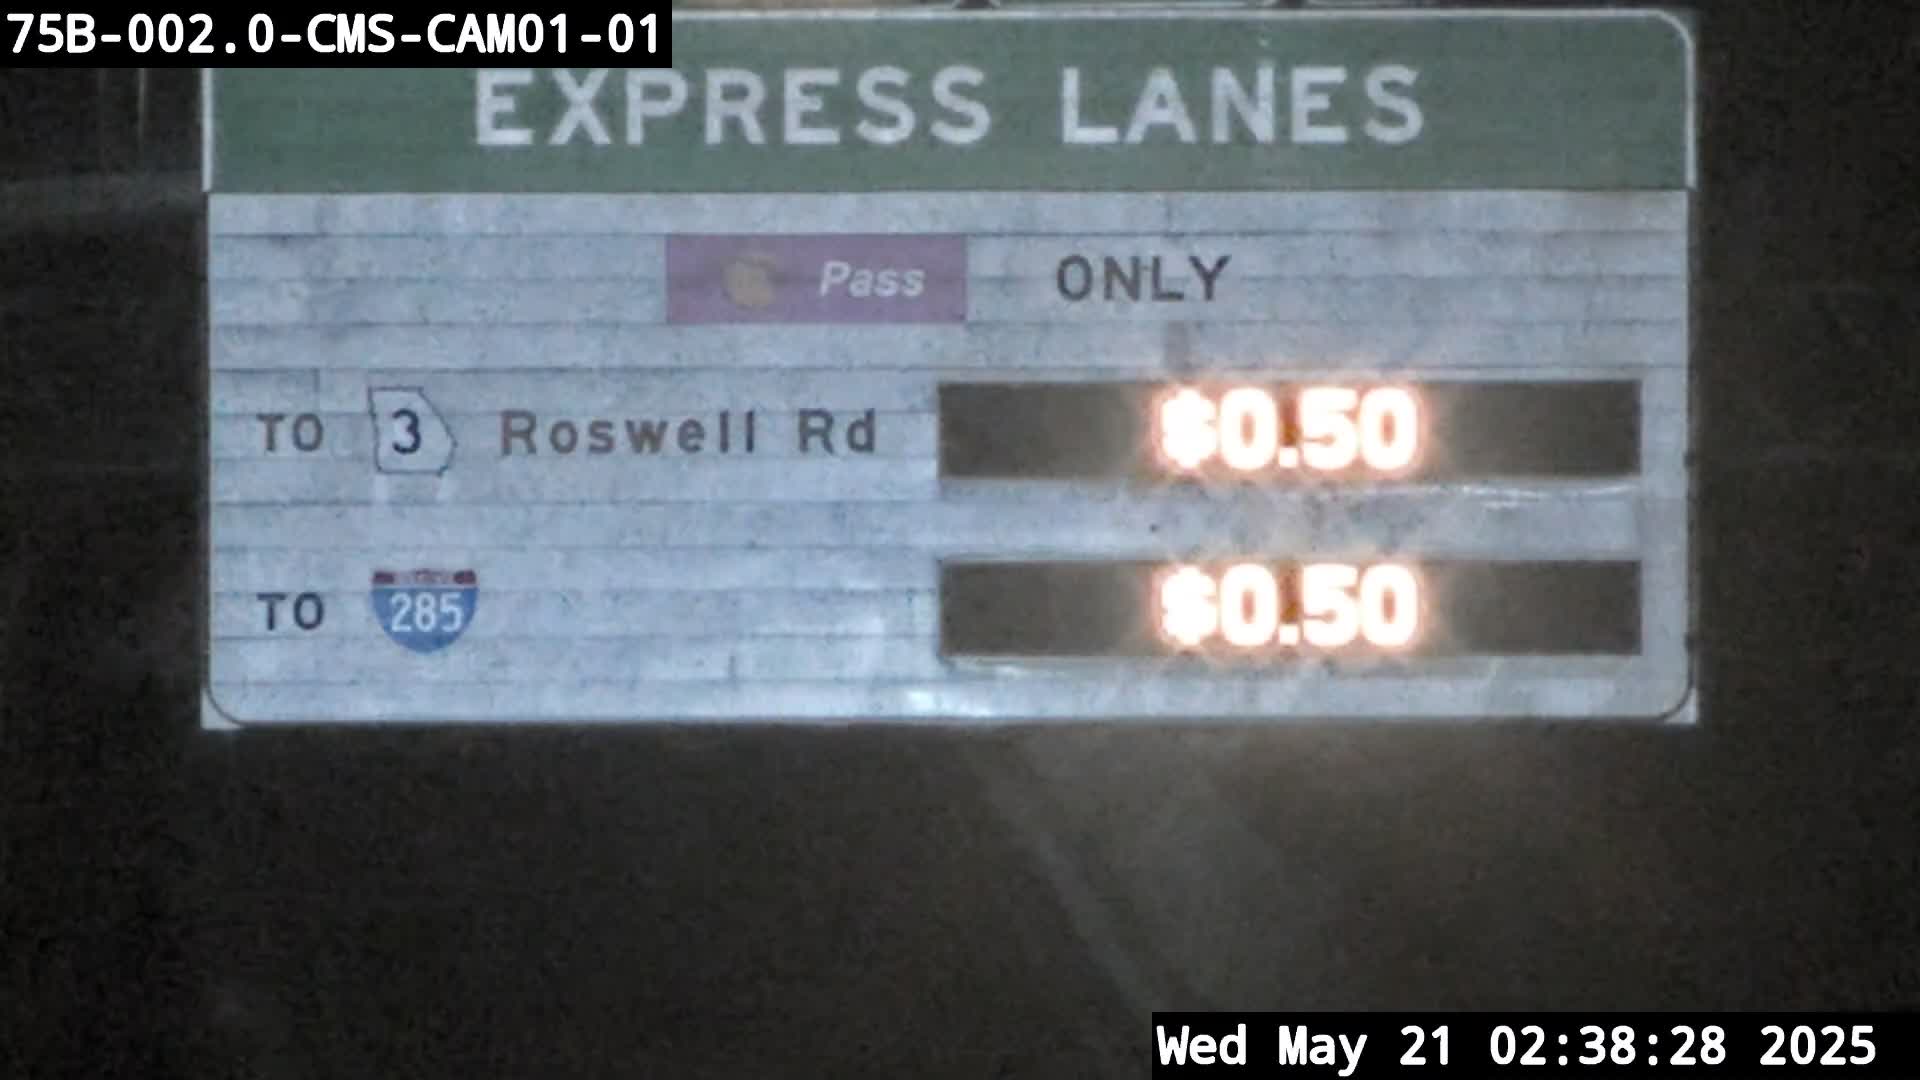 75B-002.0-CMS-CAM01-01
EXPRESS LANES
Pass ONLY
TO 3 Roswell Rd $0.50
TO 285 $0.50
Wed May 21 02:38:28 2025